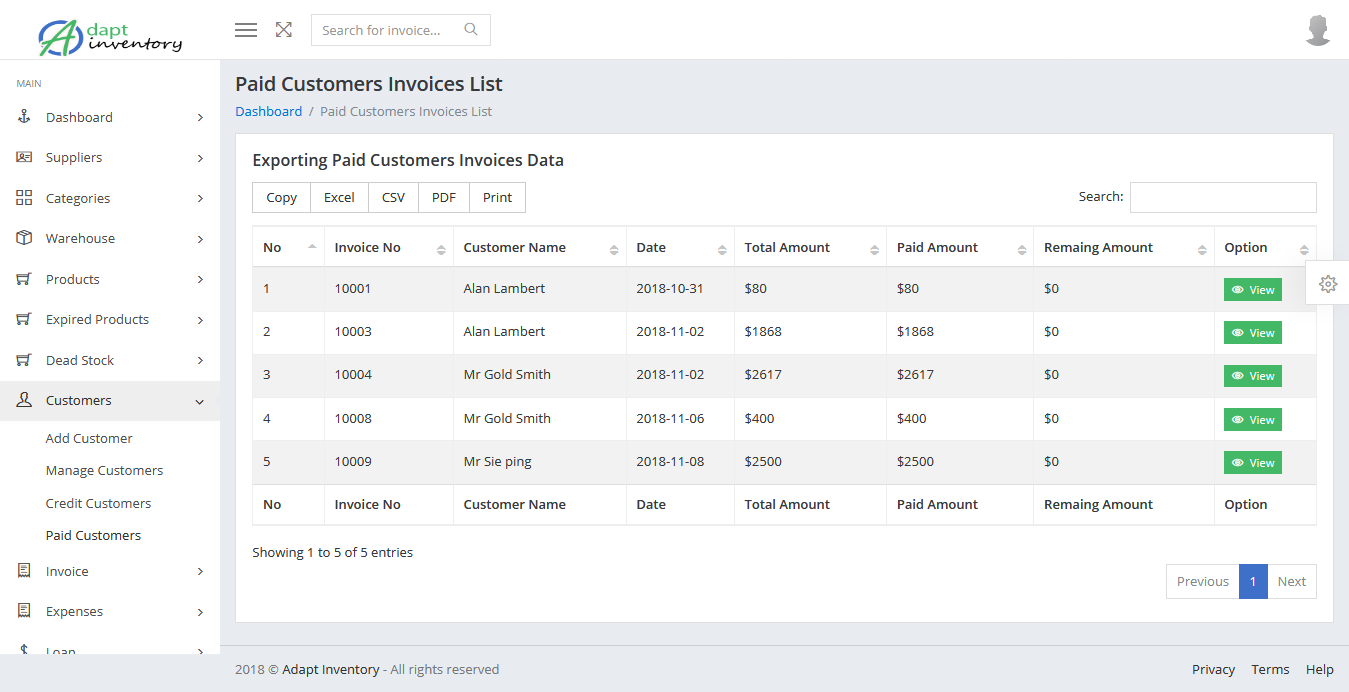 Adapt
inventory
Search for invoice...
MAIN
Dashboard
Suppliers
Categories
Warehouse
Products
Expired Products
Dead Stock
Customers
Add Customer
Manage Customers
Credit Customers
Paid Customers
Invoice
Expenses
Loan
Paid Customers Invoices List
Dashboard / Paid Customers Invoices List
Exporting Paid Customers Invoices Data
Copy Excel CSV PDF Print Search:
No Invoice No Customer Name Date Total Amount Paid Amount Remaing Amount Option
1 10001 Alan Lambert 2018-10-31 $80 $80 $0 View
2 10003 Alan Lambert 2018-11-02 $1868 $1868 $0 View
3 10004 Mr Gold Smith 2018-11-02 $2617 $2617 $0 View
4 10008 Mr Gold Smith 2018-11-06 $400 $400 $0 View
5 10009 Mr Sie ping 2018-11-08 $2500 $2500 $0 View
No Invoice No Customer Name Date Total Amount Paid Amount Remaing Amount Option
Showing 1 to 5 of 5 entries
Previous 1 Next
2018 © Adapt Inventory - All rights reserved Privacy Terms Help